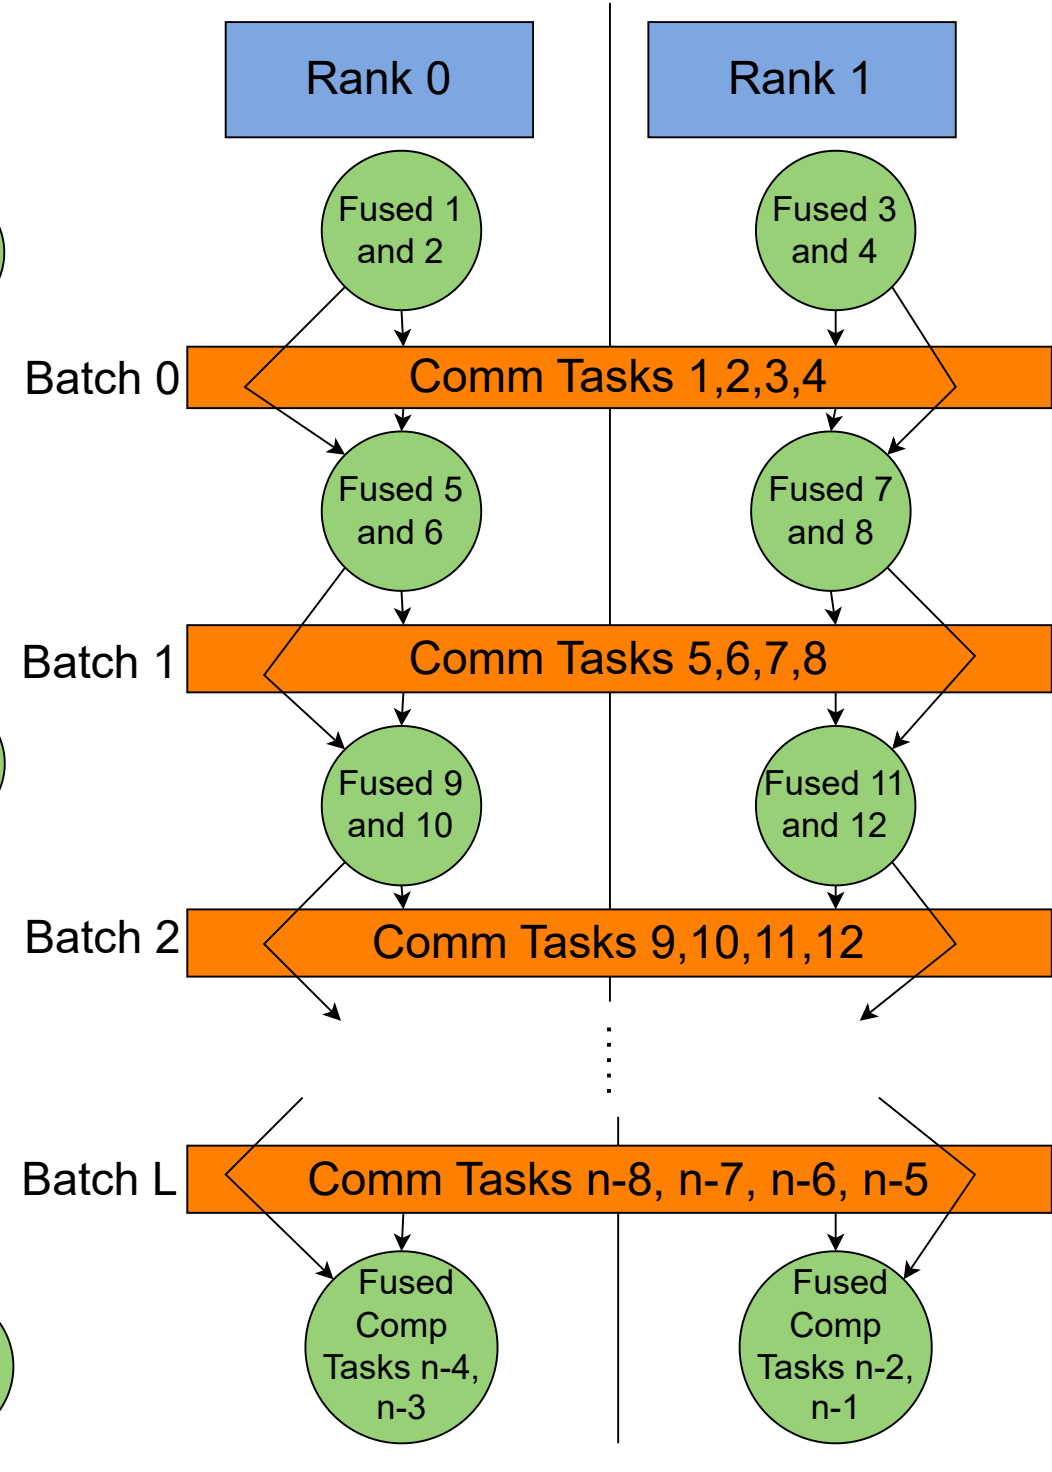 Rank 0
Rank 1
Fused 1
and 2
Fused 3
and 4
Batch 0
Comm Tasks 1,2,3,4
Fused 5
and 6
Fused 7
and 8
Batch 1
Comm Tasks 5,6,7,8
Fused 9
and 10
Fused 11
and 12
Batch 2
Comm Tasks 9,10,11,12
Batch L
Comm Tasks n-8, n-7, n-6, n-5
Fused
Comp
Tasks n-4,
n-3
Fused
Comp
Tasks n-2,
n-1